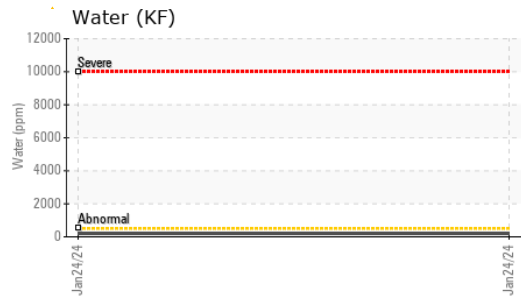 Water (KF)
12000
Severe
10000
8000
Water (ppm)
6000
4000
2000
Abnormal
0
Jan24/24
Jan24/24